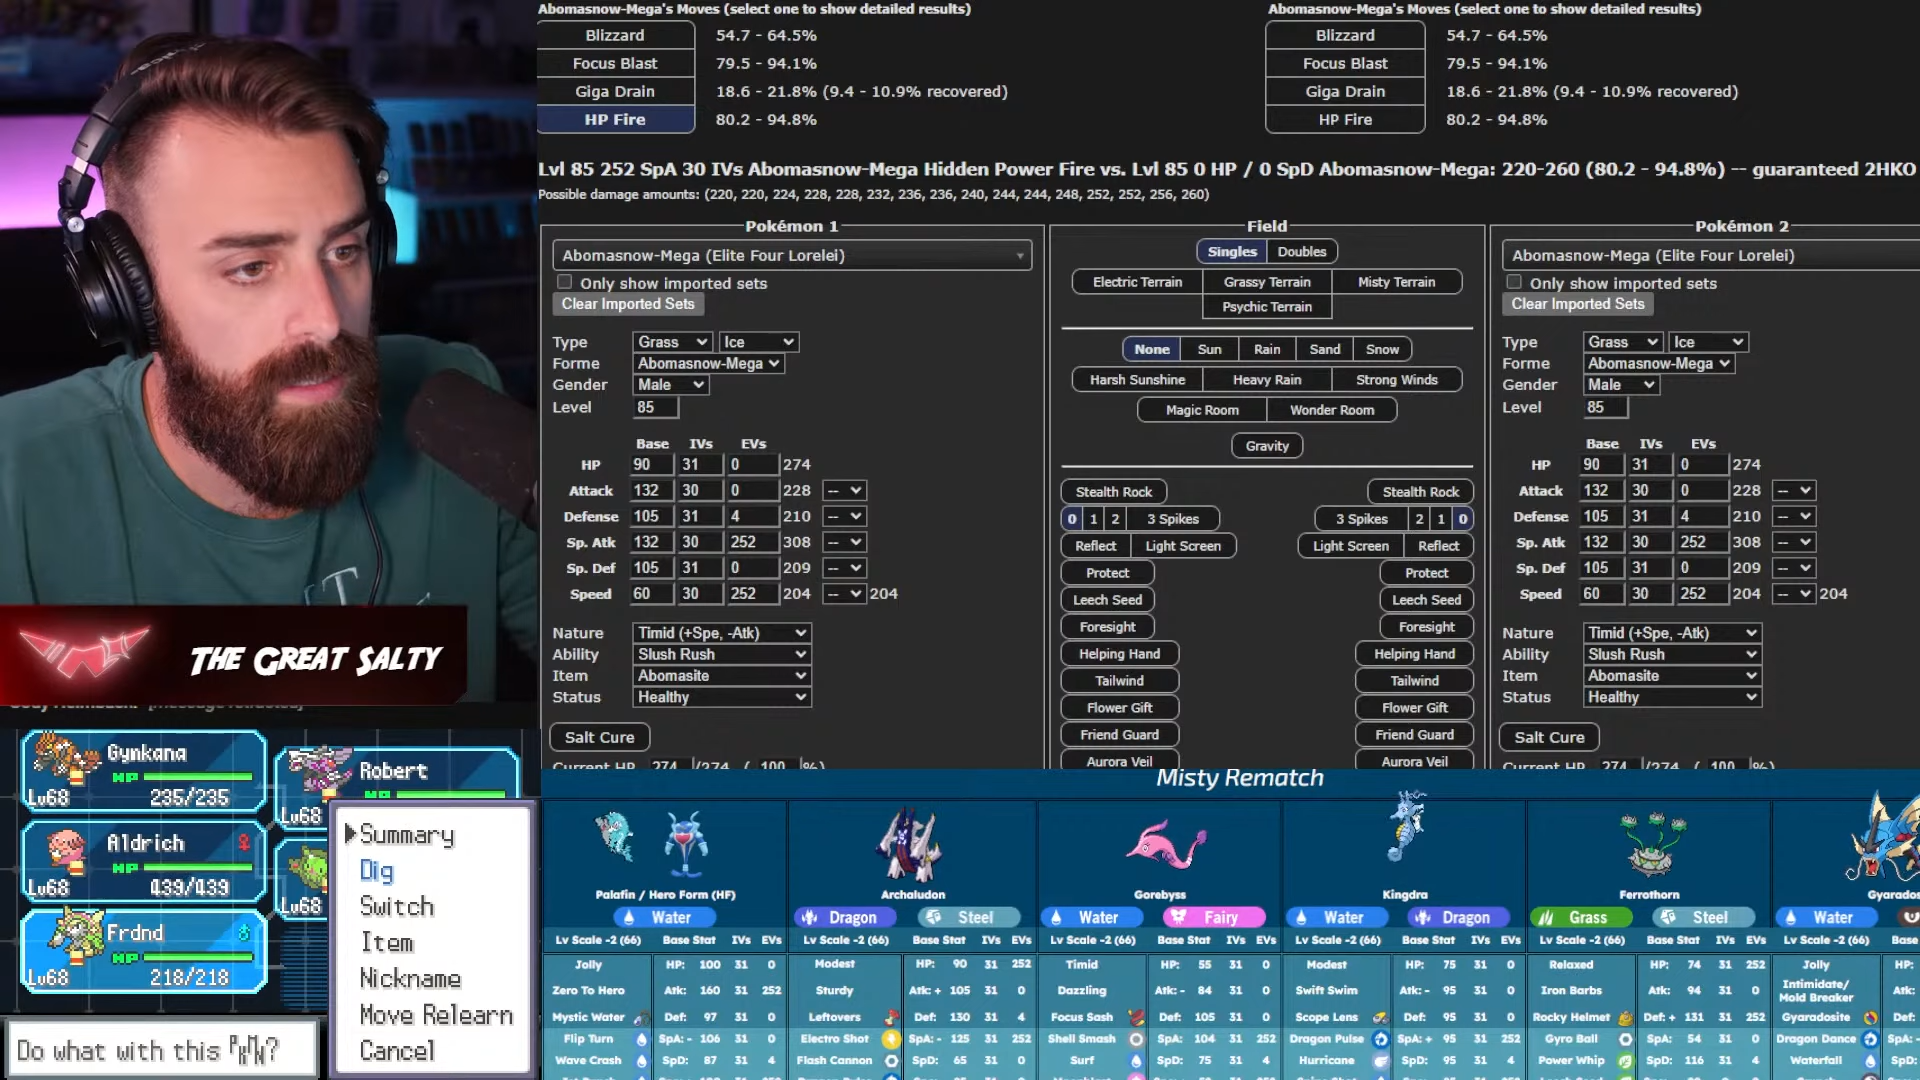 Abomasnow-Mega's Moves (select one to show detailed results)
Blizzard 54.7 - 64.5%
Focus Blast 79.5 - 94.1%
Giga Drain 18.6 - 21.8% (9.4 - 10.9% recovered)
HP Fire 80.2 - 94.8%
Abomasnow-Mega's Moves (select one to show detailed results)
Blizzard 54.7 - 64.5%
Focus Blast 79.5 - 94.1%
Giga Drain 18.6 - 21.8% (9.4 - 10.9% recovered)
HP Fire 80.2 - 94.8%
Lvl 85 252 SpA 30 IVs Abomasnow-Mega Hidden Power Fire vs. Lvl 85 0 HP / 0 SpD Abomasnow-Mega: 220-260 (80.2 - 94.8%) -- guaranteed 2HKO
Possible damage amounts: (220, 220, 224, 228, 228, 232, 236, 236, 240, 244, 244, 248, 252, 252, 256, 260)
Pokémon 1
Abomasnow-Mega (Elite Four Lorelei)
Only show imported sets
Clear Imported Sets
Type Grass Ice
Forme Abomasnow-Mega
Gender Male
Level 85
Base IVs EVs
HP 90 31 0 274
Attack 132 30 0 228 --
Defense 105 31 4 210 --
Sp. Atk 132 30 252 308 --
Sp. Def 105 31 0 209 --
Speed 60 30 252 204 -- 204
Nature Timid (+Spe, -Atk)
Ability Slush Rush
Item Abomasite
Status Healthy
Salt Cure
Current HP 274 /274 ( 100 %)
Field
Singles Doubles
Electric Terrain Grassy Terrain Misty Terrain
Psychic Terrain
None Sun Rain Sand Snow
Harsh Sunshine Heavy Rain Strong Winds
Magic Room Wonder Room
Gravity
Stealth Rock Stealth Rock
0 1 2 3 Spikes 3 Spikes 2 1 0
Reflect Light Screen Light Screen Reflect
Protect Protect
Leech Seed Leech Seed
Foresight Foresight
Helping Hand Helping Hand
Tailwind Tailwind
Flower Gift Flower Gift
Friend Guard Friend Guard
Aurora Veil Aurora Veil
Pokémon 2
Abomasnow-Mega (Elite Four Lorelei)
Only show imported sets
Clear Imported Sets
Type Grass Ice
Forme Abomasnow-Mega
Gender Male
Level 85
Base IVs EVs
HP 90 31 0 274
Attack 132 30 0 228 --
Defense 105 31 4 210 --
Sp. Atk 132 30 252 308 --
Sp. Def 105 31 0 209 --
Speed 60 30 252 204 -- 204
Nature Timid (+Spe, -Atk)
Ability Slush Rush
Item Abomasite
Status Healthy
Salt Cure
Current HP 274 /274 ( 100 %)
THE GREAT SALTY
Gymkana
HP
Lv68 235/235
Robert
HP
Lv68
Aldrich ♀
HP
Lv68 439/439
Lv68
Frdnd ♂
HP
Lv68 218/218
Summary
Dig
Switch
Item
Nickname
Move Relearn
Cancel
Do what with this PKMN?
Misty Rematch
Palafin / Hero Form (HF)
Water
Lv Scale -2 (66) Base Stat IVs EVs
Jolly HP: 100 31 0
Zero To Hero Atk: 160 31 252
Mystic Water Def: 97 31 0
Flip Turn SpA: - 106 31 0
Wave Crash SpD: 87 31 4
Archaludon
Dragon Steel
Lv Scale -2 (66) Base Stat IVs EVs
Modest HP: 90 31 252
Sturdy Atk: + 105 31 0
Leftovers Def: 130 31 4
Electro Shot SpA: - 125 31 252
Flash Cannon SpD: 65 31 0
Gorebyss
Water Fairy
Lv Scale -2 (66) Base Stat IVs EVs
Timid HP: 55 31 0
Dazzling Atk: - 84 31 0
Focus Sash Def: 105 31 0
Shell Smash SpA: 104 31 252
Surf SpD: 75 31 4
Kingdra
Water Dragon
Lv Scale -2 (66) Base Stat IVs EVs
Modest HP: 75 31 0
Swift Swim Atk: - 95 31 0
Scope Lens Def: 95 31 0
Dragon Pulse SpA: + 95 31 252
Hurricane SpD: 95 31 4
Ferrothorn
Grass Steel
Lv Scale -2 (66) Base Stat IVs EVs
Relaxed HP: 74 31 252
Iron Barbs Atk: 94 31 0
Rocky Helmet Def: + 131 31 252
Gyro Ball SpA: 54 31 0
Power Whip SpD: 116 31 4
Gyarados
Water
Lv Scale -2 (66) Base
Jolly HP:
Intimidate/ Mold Breaker Atk:
Gyaradosite Def:
Dragon Dance SpA: -
Waterfall SpD: